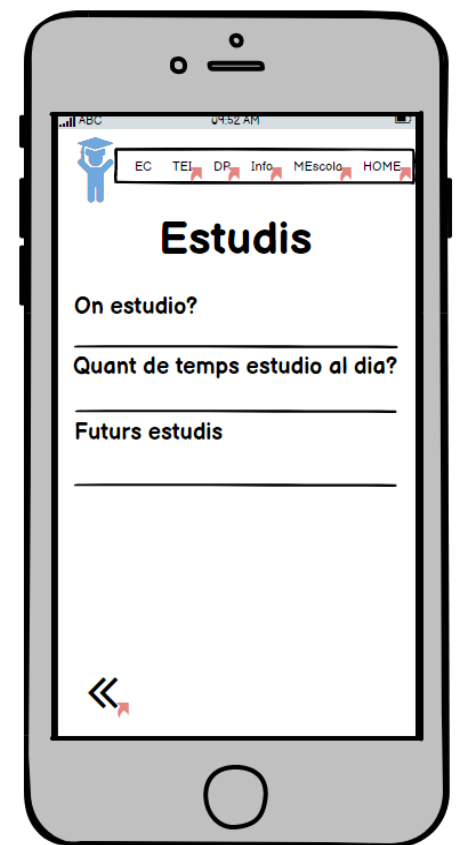 ABC 09:52 AM
EC TEI DP Info MEscola HOME
Estudis
On estudio?
Quant de temps estudio al dia?
Futurs estudis